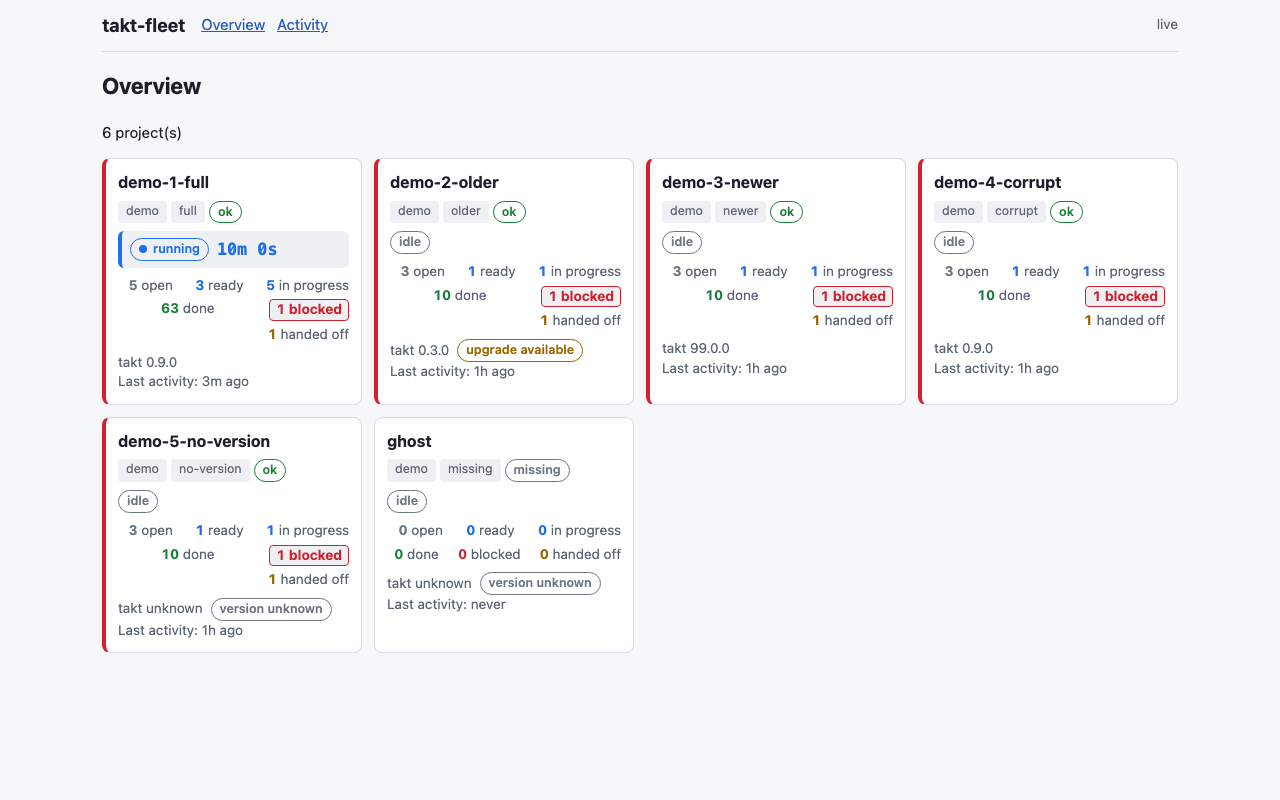 takt-fleet Overview Activity live
Overview
6 project(s)
demo-1-full
demo full ok
running 10m 0s
5 open 3 ready 5 in progress
63 done 1 blocked
1 handed off
takt 0.9.0
Last activity: 3m ago
demo-2-older
demo older ok
idle
3 open 1 ready 1 in progress
10 done 1 blocked
1 handed off
takt 0.3.0 upgrade available
Last activity: 1h ago
demo-3-newer
demo newer ok
idle
3 open 1 ready 1 in progress
10 done 1 blocked
1 handed off
takt 99.0.0
Last activity: 1h ago
demo-4-corrupt
demo corrupt ok
idle
3 open 1 ready 1 in progress
10 done 1 blocked
1 handed off
takt 0.9.0
Last activity: 1h ago
demo-5-no-version
demo no-version ok
idle
3 open 1 ready 1 in progress
10 done 1 blocked
1 handed off
takt unknown version unknown
Last activity: 1h ago
ghost
demo missing missing
idle
0 open 0 ready 0 in progress
0 done 0 blocked 0 handed off
takt unknown version unknown
Last activity: never